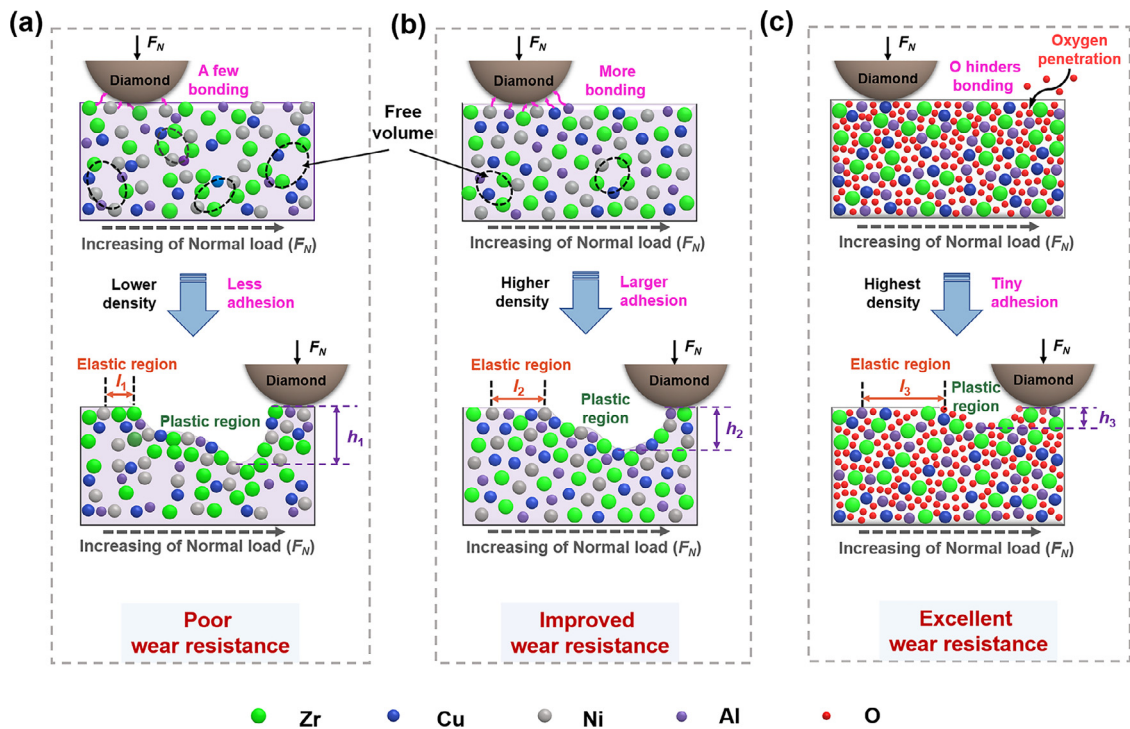 (a)
F_N
Diamond
A few
bonding
Increasing of Normal load (F_N)
Lower
density
Less
adhesion
F_N
Elastic region
Diamond
l_1
Plastic region
h_1
Increasing of Normal load (F_N)
Poor
wear resistance
Free
volume
(b)
F_N
Diamond
More
bonding
Increasing of Normal load (F_N)
Higher
density
Larger
adhesion
F_N
Elastic region
Diamond
l_2
Plastic
region
h_2
Increasing of Normal load (F_N)
Improved
wear resistance
(c)
F_N
Diamond
O hinders
bonding
Oxygen
penetration
Increasing of Normal load (F_N)
Highest
density
Tiny
adhesion
F_N
Elastic region
Diamond
l_3
Plastic
region
h_3
Increasing of Normal load (F_N)
Excellent
wear resistance
Zr Cu Ni Al O